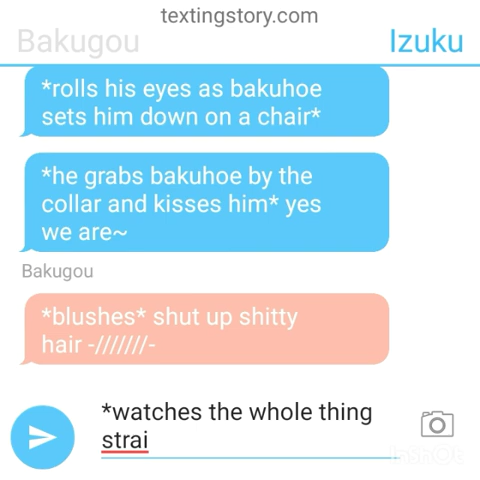 textingstory.com
Bakugou
Izuku
*rolls his eyes as bakuhoe
sets him down on a chair*
*he grabs bakuhoe by the
collar and kisses him* yes
we are~
Bakugou
*blushes* shut up shitty
hair -///////-
*watches the whole thing
strai
InShOt